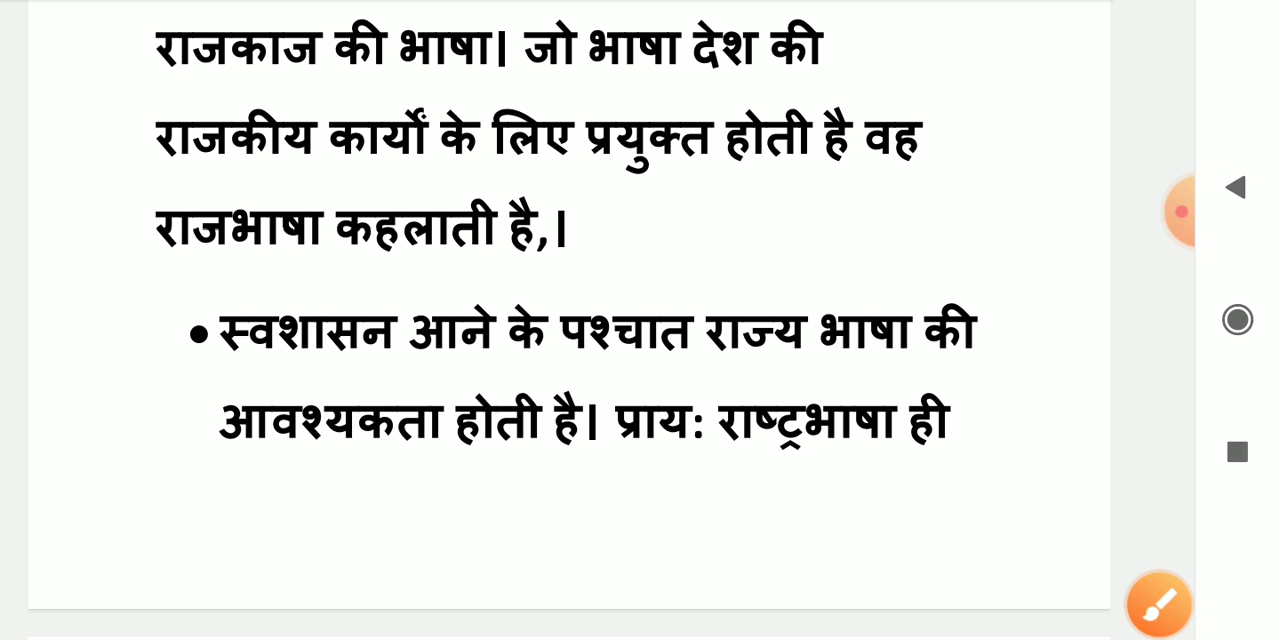 राजकाज की भाषा। जो भाषा देश की
राजकीय कार्यों के लिए प्रयुक्त होती है वह
राजभाषा कहलाती है,।
• स्वशासन आने के पश्चात राज्य भाषा की
आवश्यकता होती है। प्राय: राष्ट्रभाषा ही